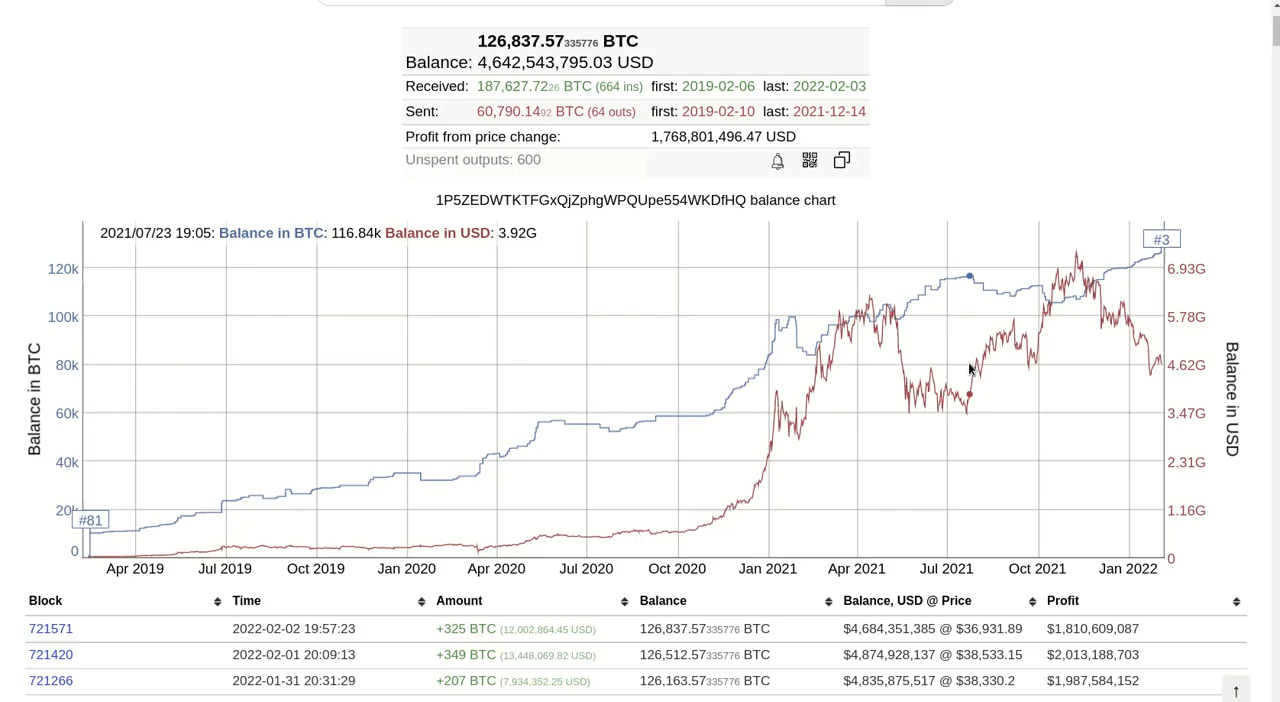 126,837.57335776 BTC
Balance: 4,642,543,795.03 USD
Received: 187,627.7226 BTC (664 ins) first: 2019-02-06 last: 2022-02-03
Sent: 60,790.1492 BTC (64 outs) first: 2019-02-10 last: 2021-12-14
Profit from price change: 1,768,801,496.47 USD
Unspent outputs: 600
1P5ZEDWTKTFGxQjZphgWPQUpe554WKDfHQ balance chart
2021/07/23 19:05: Balance in BTC: 116.84k Balance in USD: 3.92G
#3
120k 6.93G
100k 5.78G
80k 4.62G
60k 3.47G
40k 2.31G
20k 1.16G
#81
0 0
Balance in BTC
Balance in USD
Apr 2019 Jul 2019 Oct 2019 Jan 2020 Apr 2020 Jul 2020 Oct 2020 Jan 2021 Apr 2021 Jul 2021 Oct 2021 Jan 2022
Block Time Amount Balance Balance, USD @ Price Profit
721571 2022-02-02 19:57:23 +325 BTC (12,002,864.45 USD) 126,837.57335776 BTC $4,684,351,385 @ $36,931.89 $1,810,609,087
721420 2022-02-01 20:09:13 +349 BTC (13,448,069.82 USD) 126,512.57335776 BTC $4,874,928,137 @ $38,533.15 $2,013,188,703
721266 2022-01-31 20:31:29 +207 BTC (7,934,352.25 USD) 126,163.57335776 BTC $4,835,875,517 @ $38,330.2 $1,987,584,152
↑